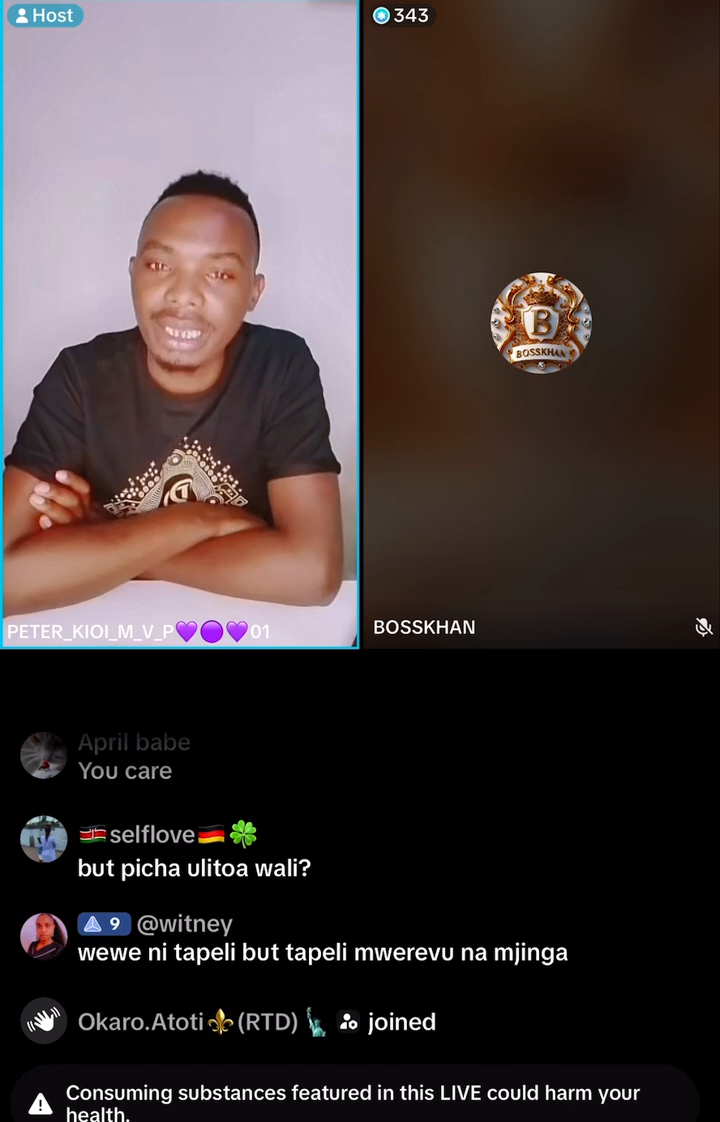 Host
343
B
BOSSKHAN
PETER_KIOI_M_V_P💜🟣💜01
BOSSKHAN
April babe
You care
🇰🇪selflove🇩🇪🍀
but picha ulitoa wali?
9 @witney
wewe ni tapeli but tapeli mwerevu na mjinga
Okaro.Atoti⚜️(RTD)🗽 joined
Consuming substances featured in this LIVE could harm your
health.